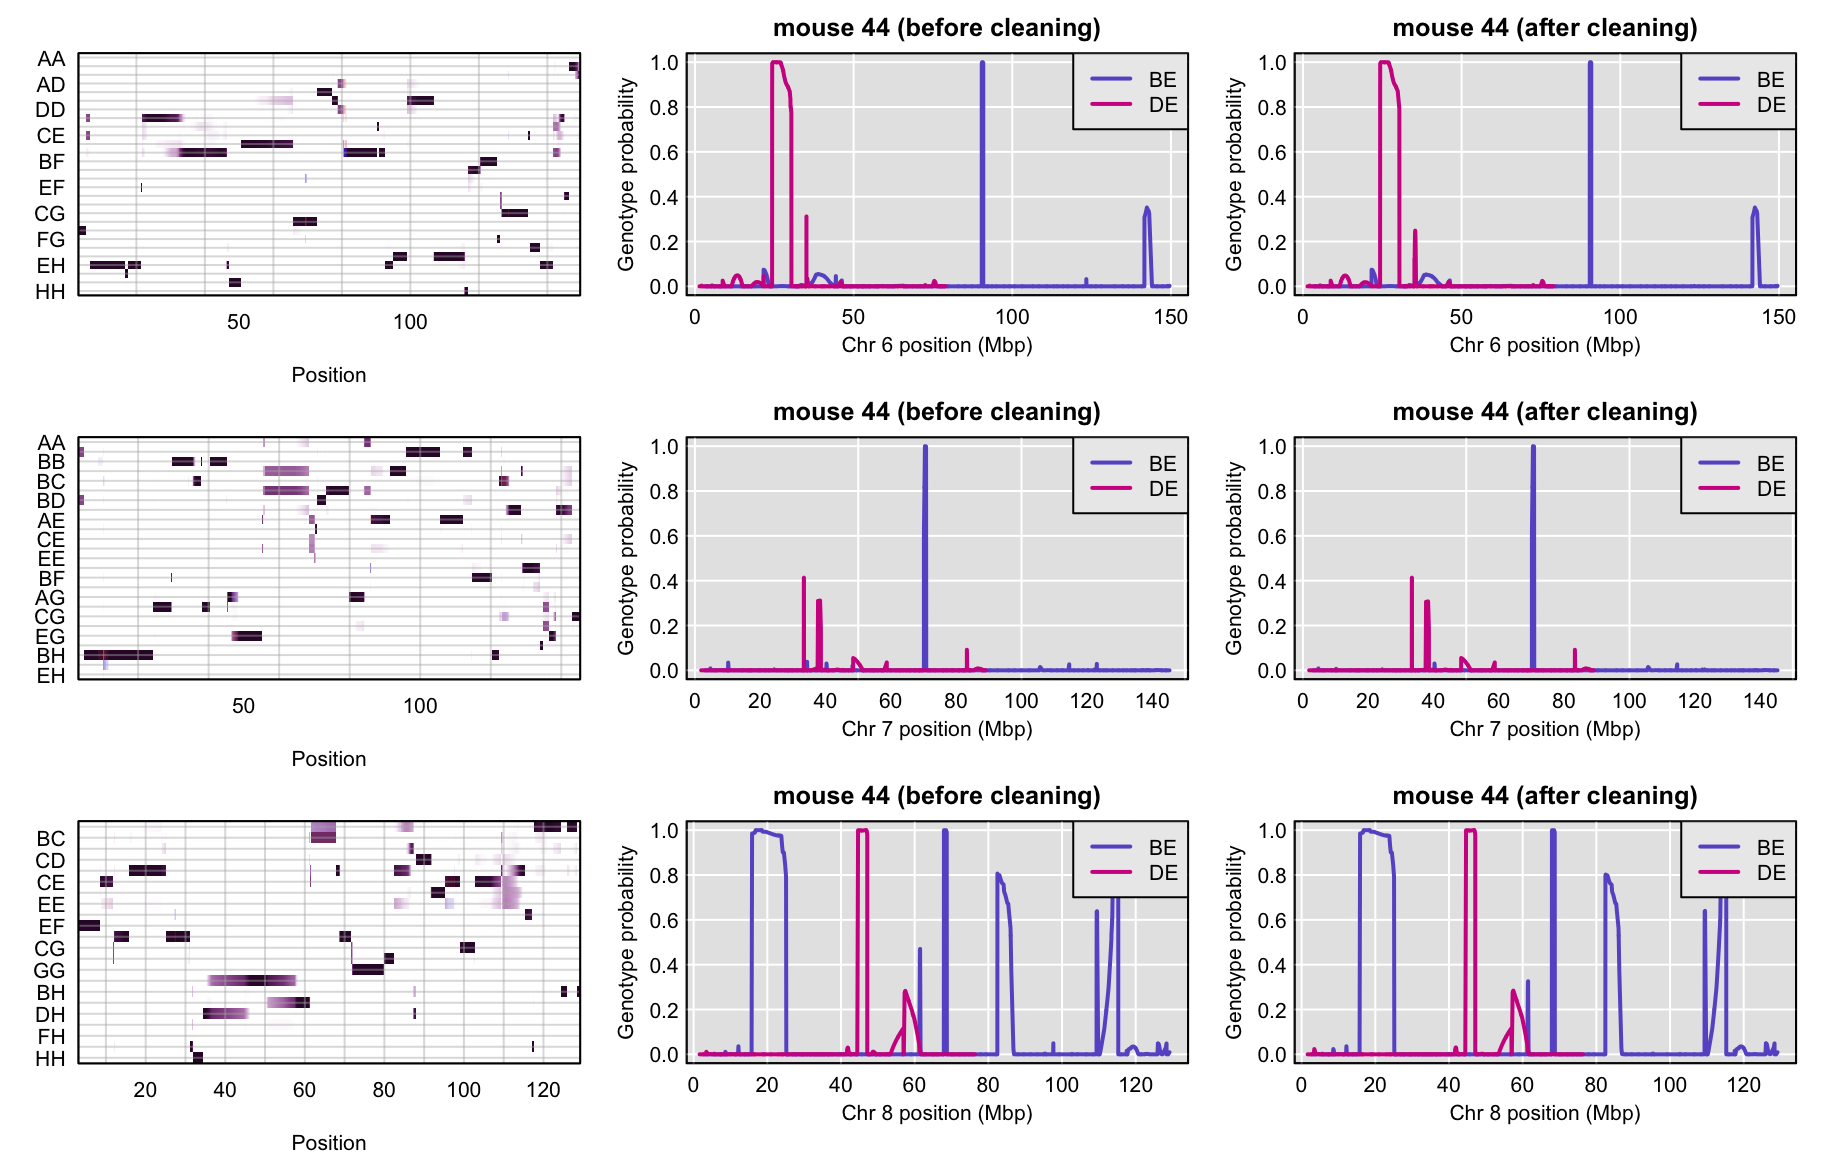 AA
AD
DD
CE
BF
EF
CG
FG
EH
HH
50 100
Position
mouse 44 (before cleaning)
Genotype probability
1.0
0.8
0.6
0.4
0.2
0.0
BE
DE
0 50 100 150
Chr 6 position (Mbp)
mouse 44 (after cleaning)
Genotype probability
1.0
0.8
0.6
0.4
0.2
0.0
BE
DE
0 50 100 150
Chr 6 position (Mbp)
AA
BB
BC
BD
AE
CE
EE
BF
AG
CG
EG
BH
EH
50 100
Position
mouse 44 (before cleaning)
Genotype probability
1.0
0.8
0.6
0.4
0.2
0.0
BE
DE
0 20 40 60 80 100 120 140
Chr 7 position (Mbp)
mouse 44 (after cleaning)
Genotype probability
1.0
0.8
0.6
0.4
0.2
0.0
BE
DE
0 20 40 60 80 100 120 140
Chr 7 position (Mbp)
BC
CD
CE
EE
EF
CG
GG
BH
DH
FH
HH
20 40 60 80 100 120
Position
mouse 44 (before cleaning)
Genotype probability
1.0
0.8
0.6
0.4
0.2
0.0
BE
DE
0 20 40 60 80 100 120
Chr 8 position (Mbp)
mouse 44 (after cleaning)
Genotype probability
1.0
0.8
0.6
0.4
0.2
0.0
BE
DE
0 20 40 60 80 100 120
Chr 8 position (Mbp)